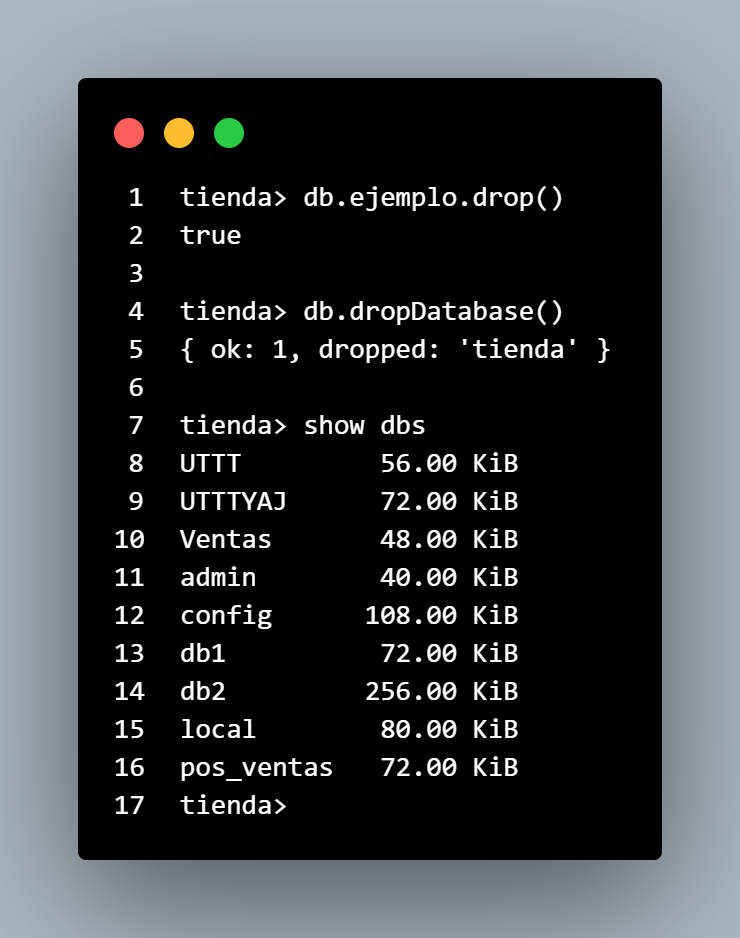 1 tienda> db.ejemplo.drop()
2 true
3
4 tienda> db.dropDatabase()
5 { ok: 1, dropped: 'tienda' }
6
7 tienda> show dbs
8 UTTT 56.00 KiB
9 UTTTYAJ 72.00 KiB
10 Ventas 48.00 KiB
11 admin 40.00 KiB
12 config 108.00 KiB
13 db1 72.00 KiB
14 db2 256.00 KiB
15 local 80.00 KiB
16 pos_ventas 72.00 KiB
17 tienda>